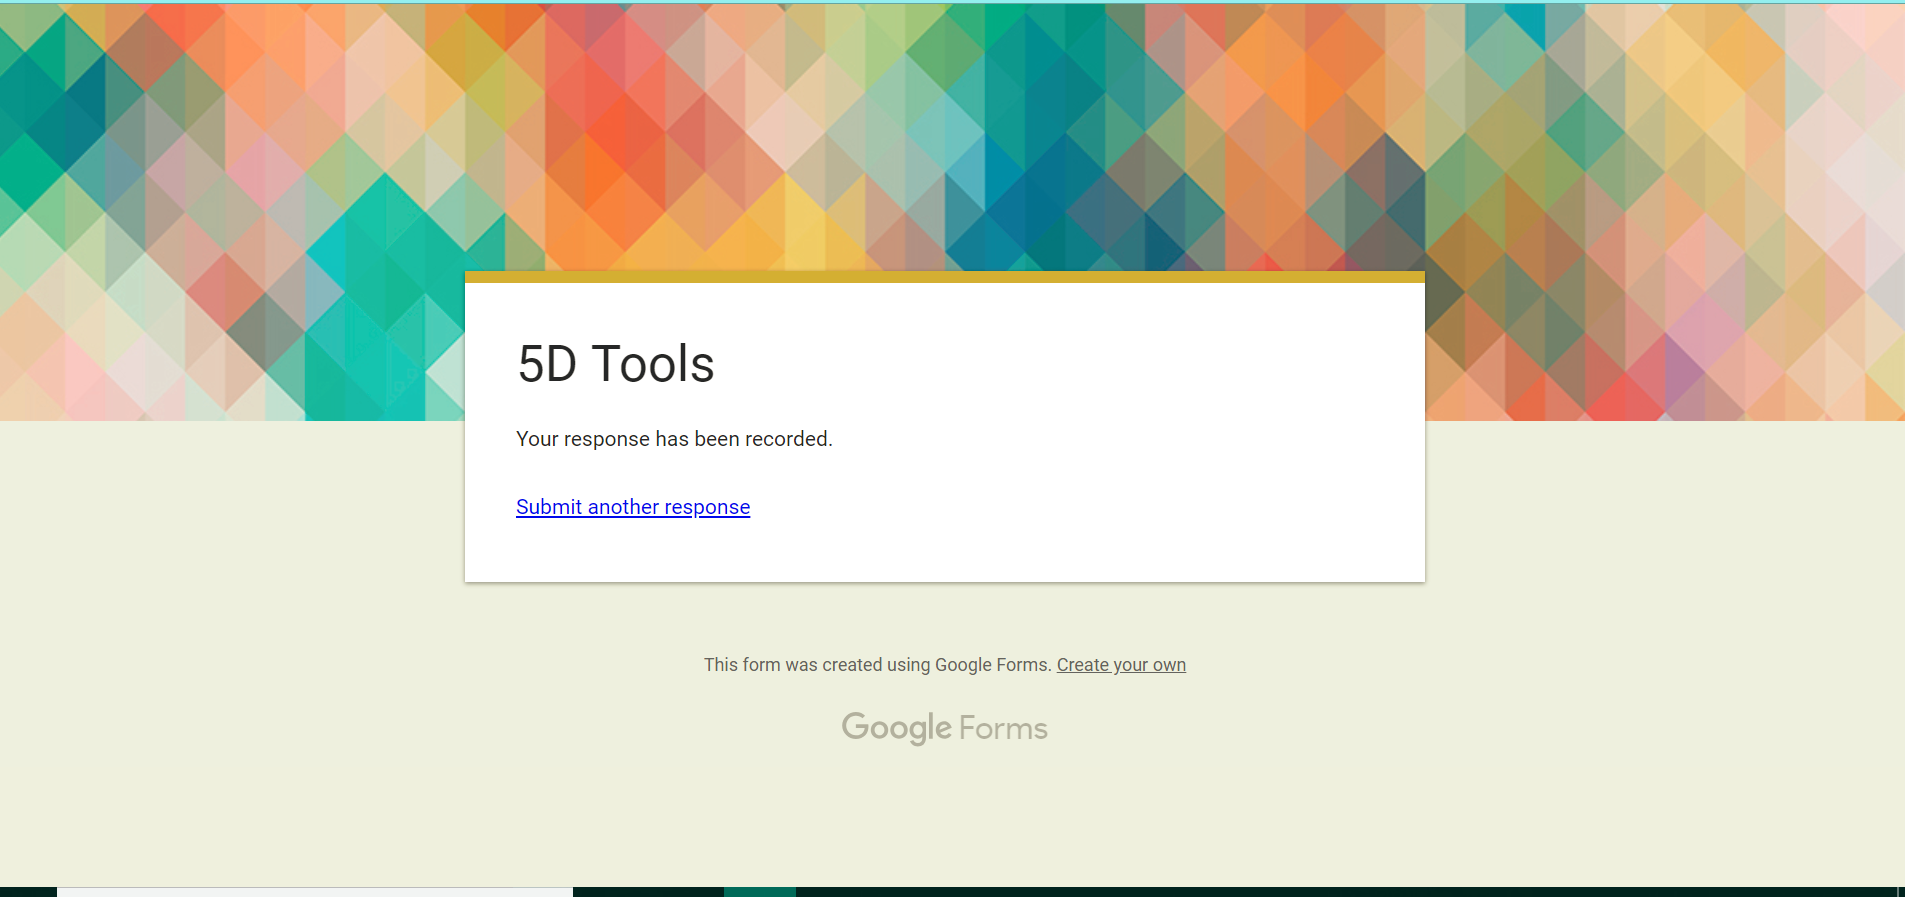 5D Tools
Your response has been recorded.
Submit another response
This form was created using Google Forms. Create your own
Google Forms